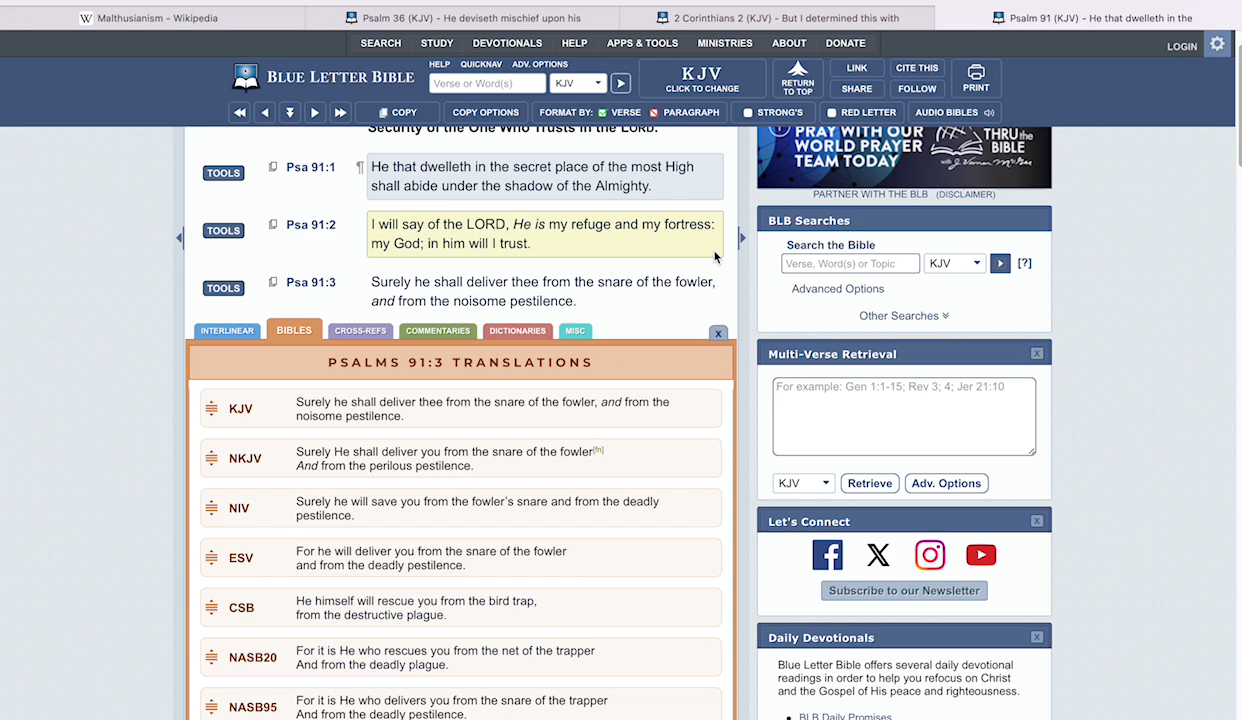 Malthusianism - Wikipedia
Psalm 36 (KJV) - He deviseth mischief upon his
2 Corinthians 2 (KJV) - But I determined this with
Psalm 91 (KJV) - He that dwelleth in the
SEARCH STUDY DEVOTIONALS HELP APPS & TOOLS MINISTRIES ABOUT DONATE
LOGIN
BLUE LETTER BIBLE
HELP QUICKNAV ADV. OPTIONS
Verse or Word(s) KJV
KJV
CLICK TO CHANGE
RETURN
TO TOP
LINK CITE THIS
SHARE FOLLOW
PRINT
COPY COPY OPTIONS FORMAT BY: VERSE PARAGRAPH STRONG'S RED LETTER AUDIO BIBLES
Security of the One Who Trusts in the LORD.
TOOLS Psa 91:1 ¶ He that dwelleth in the secret place of the most High
shall abide under the shadow of the Almighty.
TOOLS Psa 91:2 I will say of the LORD, He is my refuge and my fortress:
my God; in him will I trust.
TOOLS Psa 91:3 Surely he shall deliver thee from the snare of the fowler,
and from the noisome pestilence.
INTERLINEAR BIBLES CROSS-REFS COMMENTARIES DICTIONARIES MISC X
PSALMS 91:3 TRANSLATIONS
KJV Surely he shall deliver thee from the snare of the fowler, and from the
noisome pestilence.
NKJV Surely He shall deliver you from the snare of the fowler[fn]
And from the perilous pestilence.
NIV Surely he will save you from the fowler's snare and from the deadly
pestilence.
ESV For he will deliver you from the snare of the fowler
and from the deadly pestilence.
CSB He himself will rescue you from the bird trap,
from the destructive plague.
NASB20 For it is He who rescues you from the net of the trapper
And from the deadly plague.
NASB95 For it is He who delivers you from the snare of the trapper
And from the deadly pestilence.
PRAY WITH OUR
WORLD PRAYER
TEAM TODAY
THRU the
BIBLE
with J. Vernon McGee
PARTNER WITH THE BLB (DISCLAIMER)
BLB Searches
Search the Bible
Verse, Word(s) or Topic KJV [?]
Advanced Options
Other Searches
Multi-Verse Retrieval X
For example: Gen 1:1-15; Rev 3; 4; Jer 21:10
KJV Retrieve Adv. Options
Let's Connect X
Subscribe to our Newsletter
Daily Devotionals X
Blue Letter Bible offers several daily devotional
readings in order to help you refocus on Christ
and the Gospel of His peace and righteousness.
• BLB Daily Promises